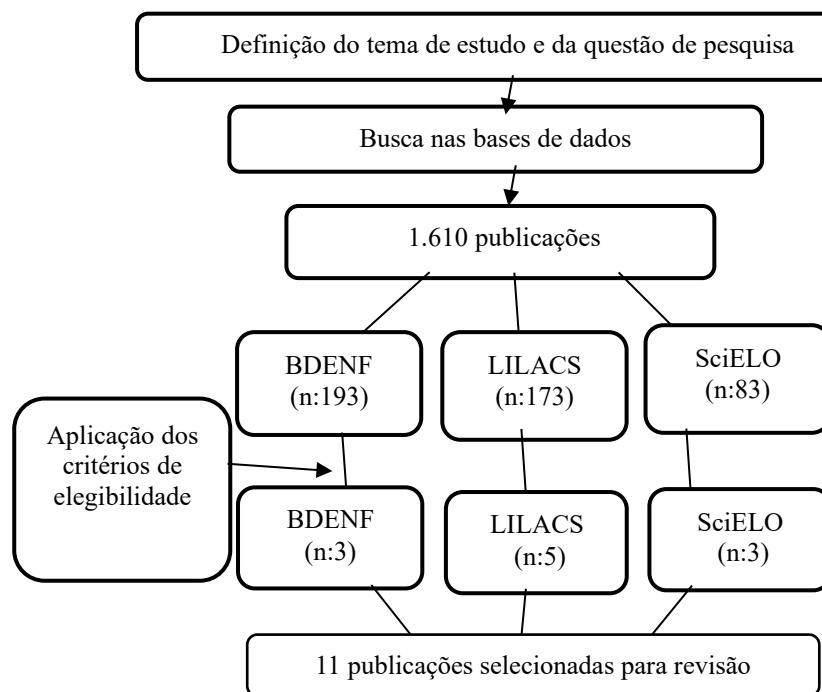 Definição do tema de estudo e da questão de pesquisa
Busca nas bases de dados
1.610 publicações
BDENF
(n:193)
LILACS
(n:173)
SciELO
(n:83)
Aplicação dos
critérios de
elegibilidade
BDENF
(n:3)
LILACS
(n:5)
SciELO
(n:3)
11 publicações selecionadas para revisão